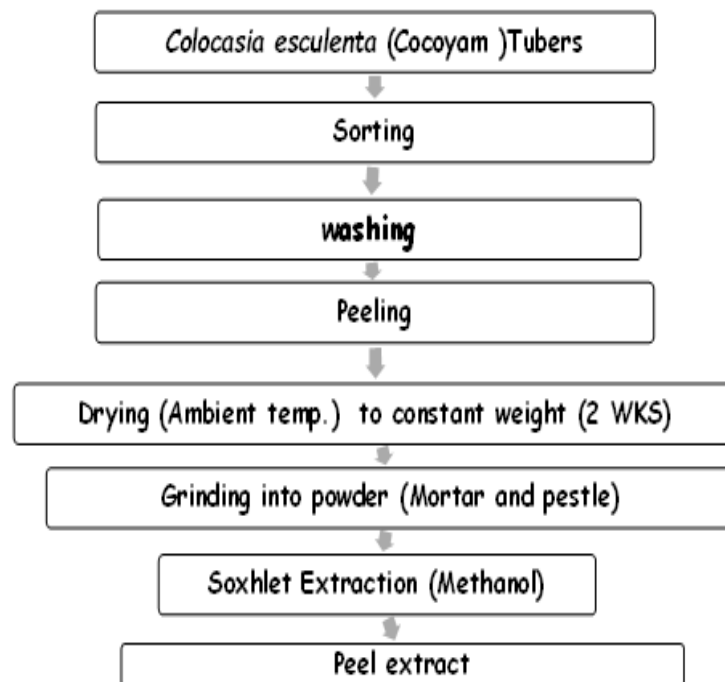 Colocasia esculenta (Cocoyam )Tubers
Sorting
washing
Peeling
Drying (Ambient temp.) to constant weight (2 WKS)
Grinding into powder (Mortar and pestle)
Soxhlet Extraction (Methanol)
Peel extract